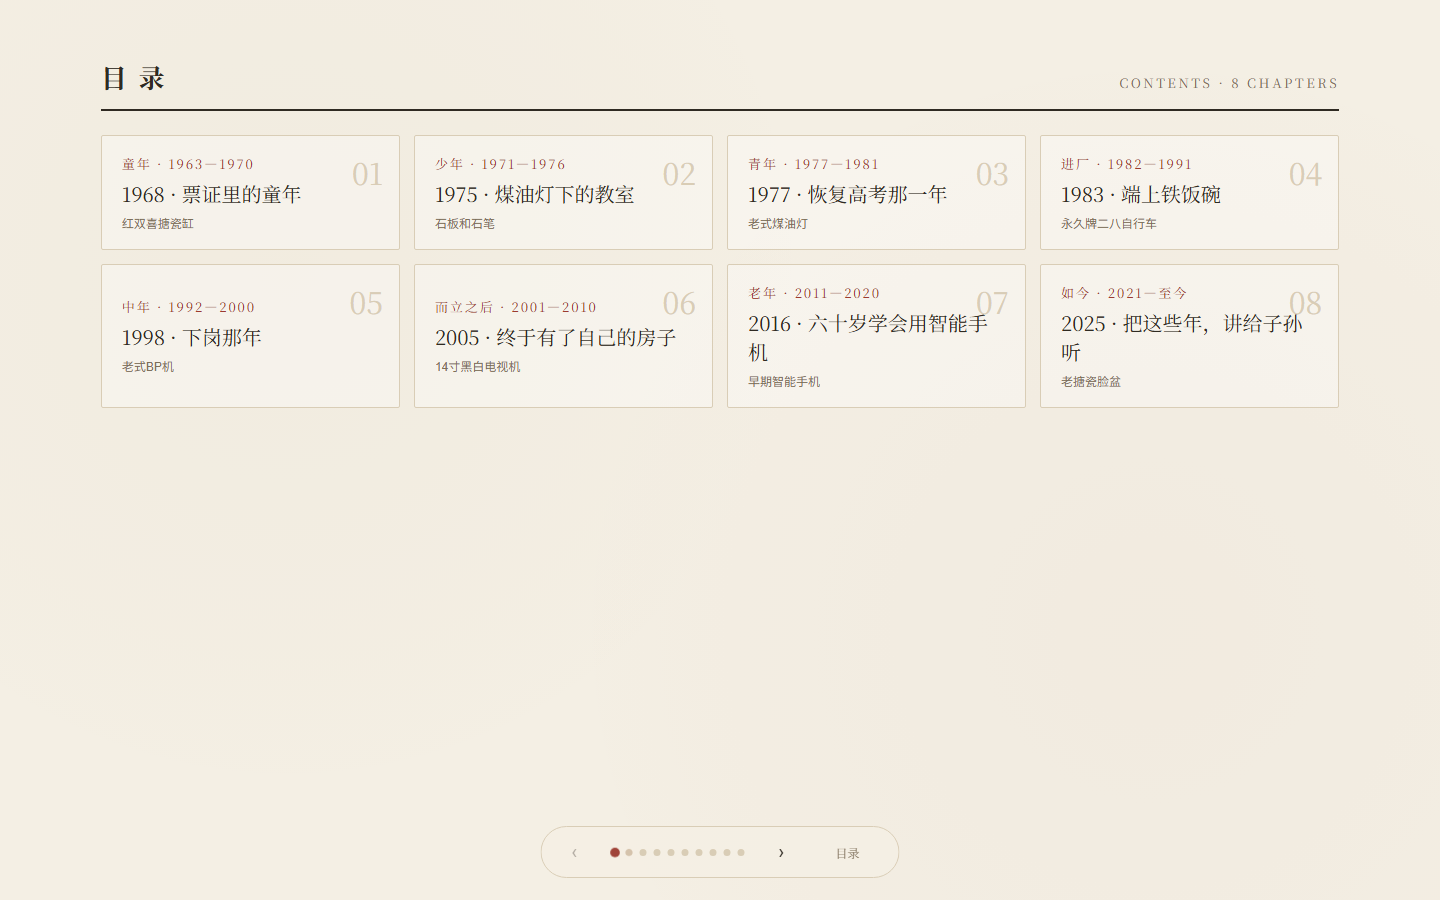 目录
CONTENTS · 8 CHAPTERS
童年 · 1963—1970
01
1968 · 票证里的童年
红双喜搪瓷缸
少年 · 1971—1976
02
1975 · 煤油灯下的教室
石板和石笔
青年 · 1977—1981
03
1977 · 恢复高考那一年
老式煤油灯
进厂 · 1982—1991
04
1983 · 端上铁饭碗
永久牌二八自行车
中年 · 1992—2000
05
1998 · 下岗那年
老式BP机
而立之后 · 2001—2010
06
2005 · 终于有了自己的房子
14寸黑白电视机
老年 · 2011—2020
07
2016 · 六十岁学会用智能手
机
早期智能手机
如今 · 2021—至今
08
2025 · 把这些年，讲给子孙
听
老搪瓷脸盆
‹
›
目录